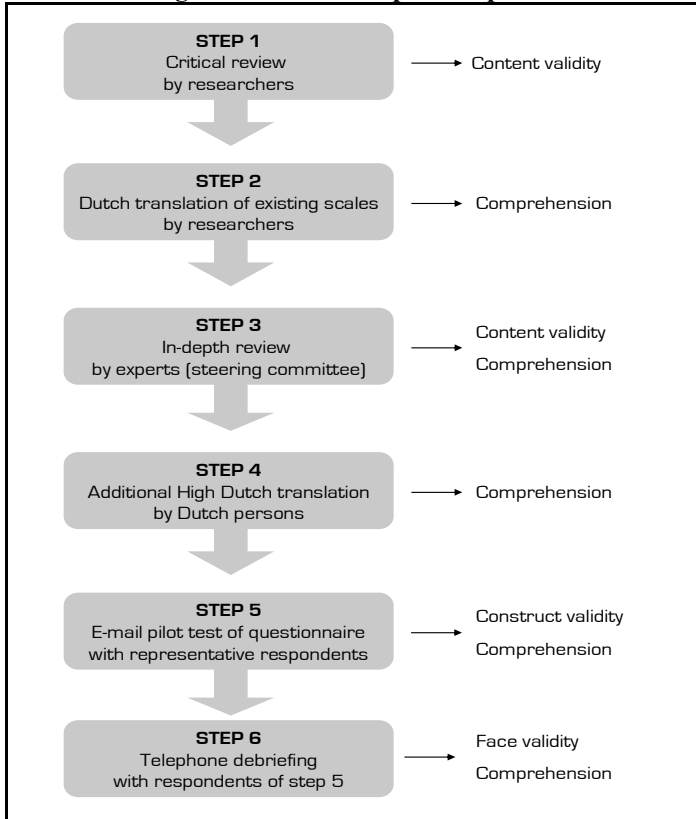 STEP 1
Critical review
by researchers
Content validity
STEP 2
Dutch translation of existing scales
by researchers
Comprehension
STEP 3
In-depth review
by experts (steering committee)
Content validity
Comprehension
STEP 4
Additional High Dutch translation
by Dutch persons
Comprehension
STEP 5
E-mail pilot test of questionnaire
with representative respondents
Construct validity
Comprehension
STEP 6
Telephone debriefing
with respondents of step 5
Face validity
Comprehension